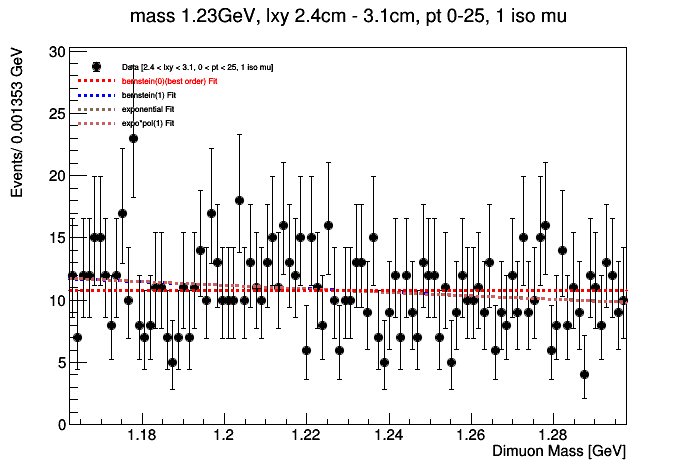 mass 1.23GeV, lxy 2.4cm - 3.1cm, pt 0-25, 1 iso mu
Events/ 0.001353 GeV
30
25
20
15
10
5
0
Data [2.4 < lxy < 3.1, 0 < pt < 25, 1 iso mu]
bernstein(0)(best order) Fit
bernstein(1) Fit
exponential Fit
expo*pol(1) Fit
1.18 1.2 1.22 1.24 1.26 1.28
Dimuon Mass [GeV]